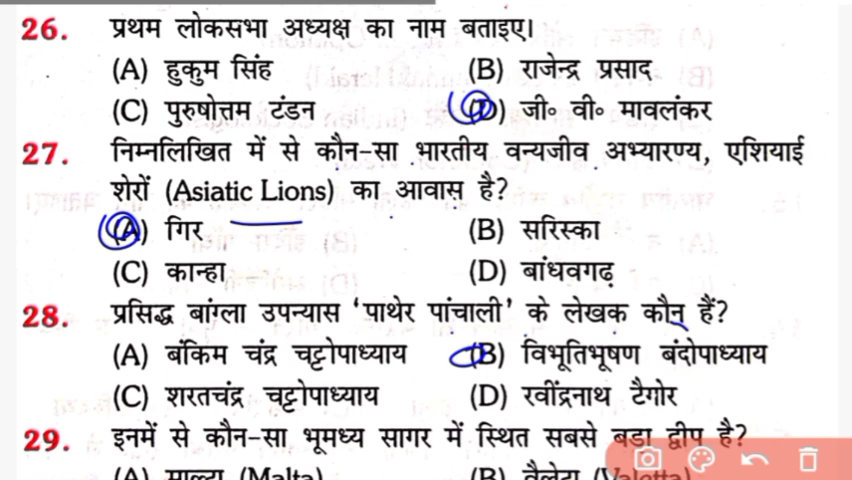 26. प्रथम लोकसभा अध्यक्ष का नाम बताइए।
(A) हुकुम सिंह (B) राजेन्द्र प्रसाद
(C) पुरुषोत्तम टंडन (D) जी॰ वी॰ मावलंकर
27. निम्नलिखित में से कौन-सा भारतीय वन्यजीव अभ्यारण्य, एशियाई
शेरों (Asiatic Lions) का आवास है?
(A) गिर (B) सरिस्का
(C) कान्हा (D) बांधवगढ़
28. प्रसिद्ध बांग्ला उपन्यास ‘पाथेर पांचाली’ के लेखक कौन हैं?
(A) बंकिम चंद्र चट्टोपाध्याय (B) विभूतिभूषण बंदोपाध्याय
(C) शरतचंद्र चट्टोपाध्याय (D) रवींद्रनाथ टैगोर
29. इनमें से कौन-सा भूमध्य सागर में स्थित सबसे बड़ा द्वीप है?
(A) माल्टा (Malta) (B) वैलेटा (Valetta)